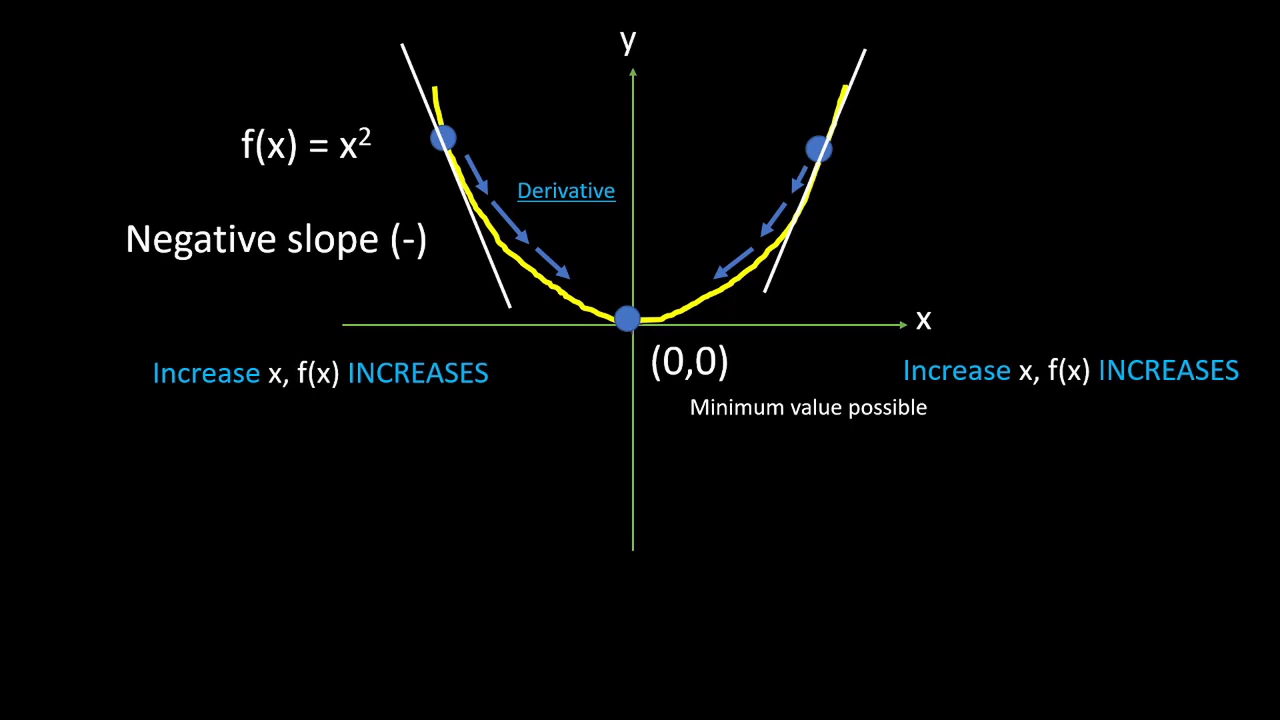 y
f(x) = x²
Derivative
Negative slope (-)
x
(0,0)
Increase x, f(x) INCREASES
Increase x, f(x) INCREASES
Minimum value possible